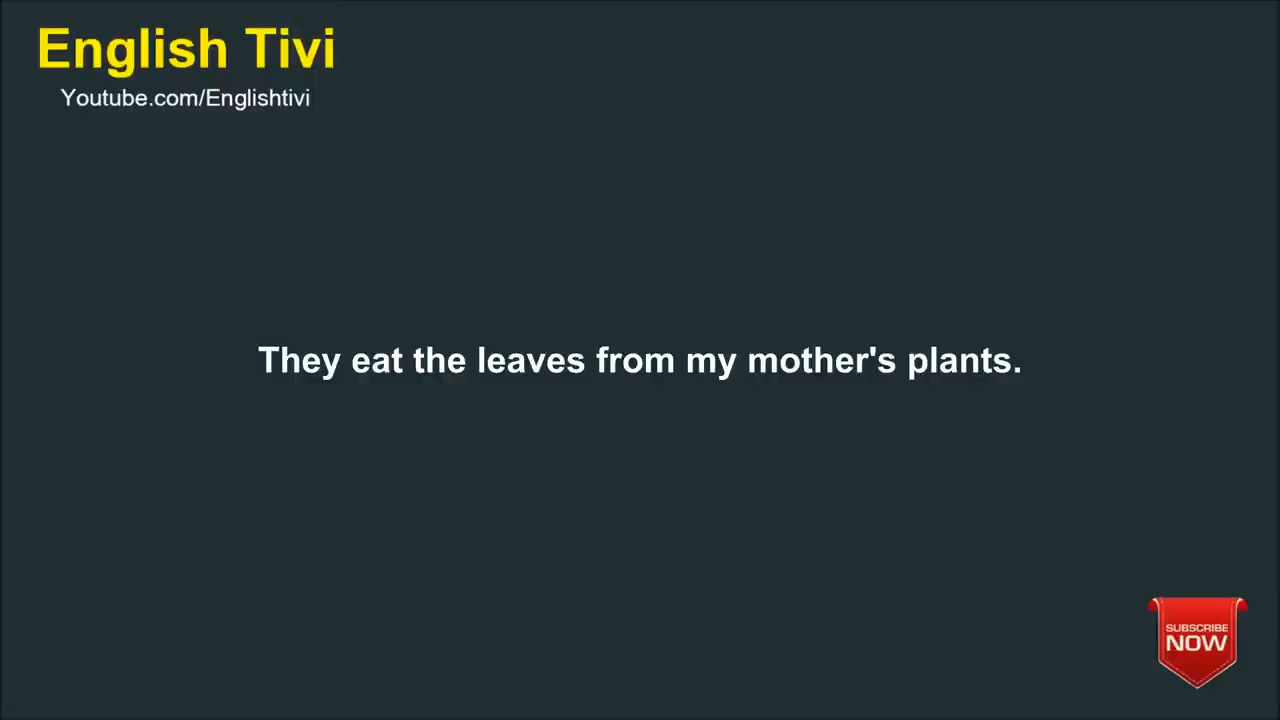 English Tivi
Youtube.com/Englishtivi
They eat the leaves from my mother's plants.
SUBSCRIBE
NOW